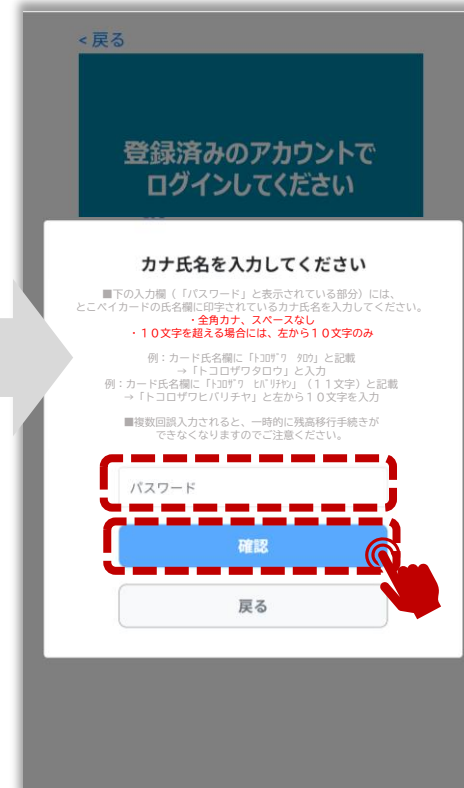 <戻る
登録済みのアカウントで
ログインしてください
カナ氏名を入力してください
■下の入力欄(「パスワード」と表示されている部分)には、
とこペイカードの氏名欄に印字されているカナ氏名を入力してください。
・全角カナ、スペースなし
・10文字を超える場合には、左から10文字のみ
例:カード氏名欄に「ﾄｺﾛｻﾞﾜ ﾀﾛｳ」と記載
→「トコロザワタロウ」と入力
例:カード氏名欄に「ﾄｺﾛｻﾞﾜ ﾋﾊﾞﾘﾁﾔﾝ」(11文字)と記載
→「トコロザワヒバリチヤ」と左から10文字を入力
■複数回誤入力されると、一時的に残高移行手続きが
できなくなりますのでご注意ください。
パスワード
確認
戻る